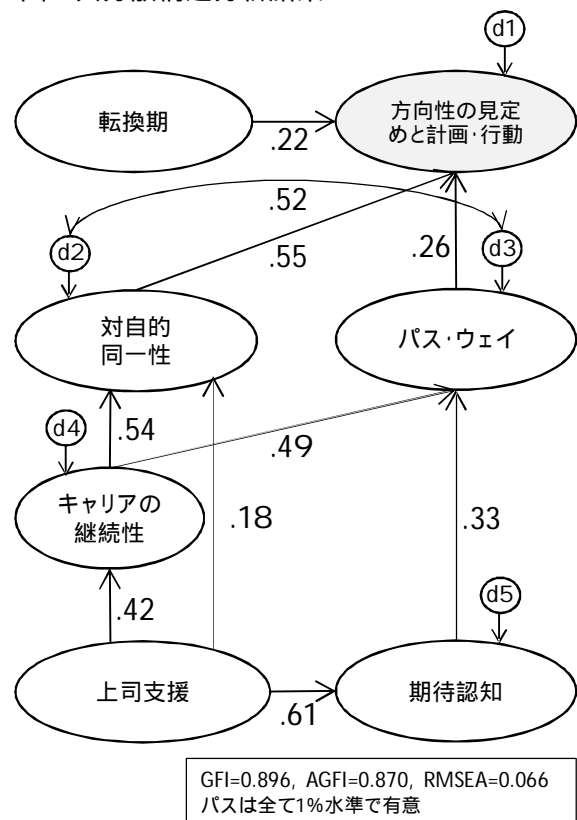 d1
転換期
方向性の見定
めと計画・行動
.22
.52
d2
d3
.55
.26
対自的
同一性
パス・ウェイ
d4
.54
.49
キャリアの
継続性
.18
.33
.42
d5
上司支援
期待認知
.61
GFI=0.896, AGFI=0.870, RMSEA=0.066
パスは全て1%水準で有意